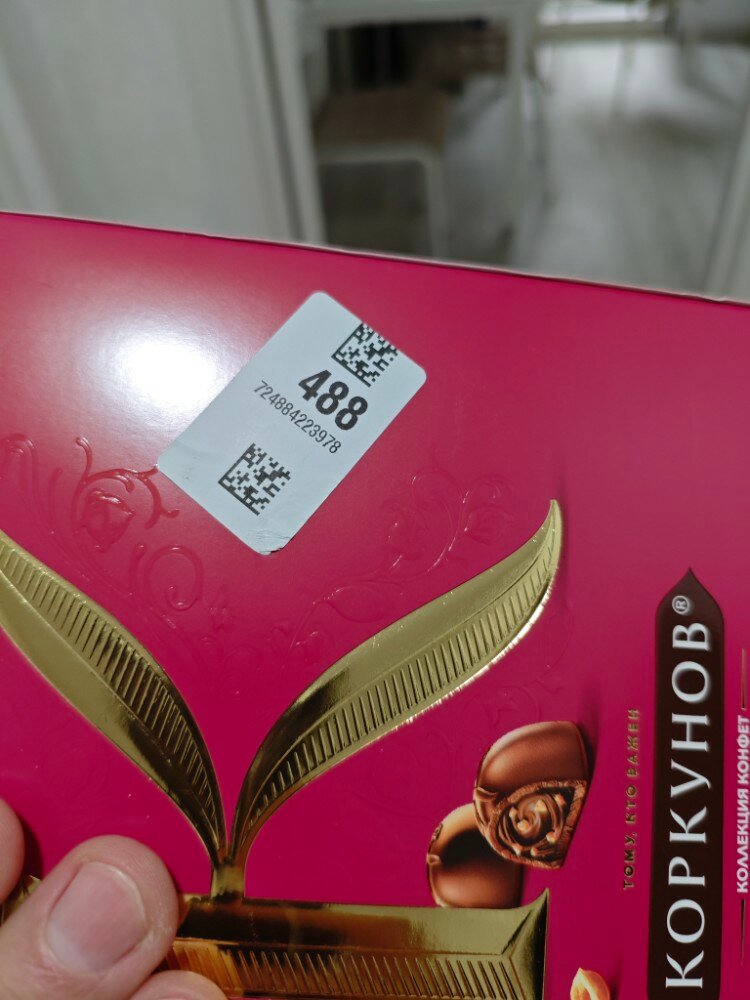 488
724884223978
ТОМУ, КТО ВАЖЕН
КОРКУНОВ®
КОЛЛЕКЦИЯ КОНФЕТ